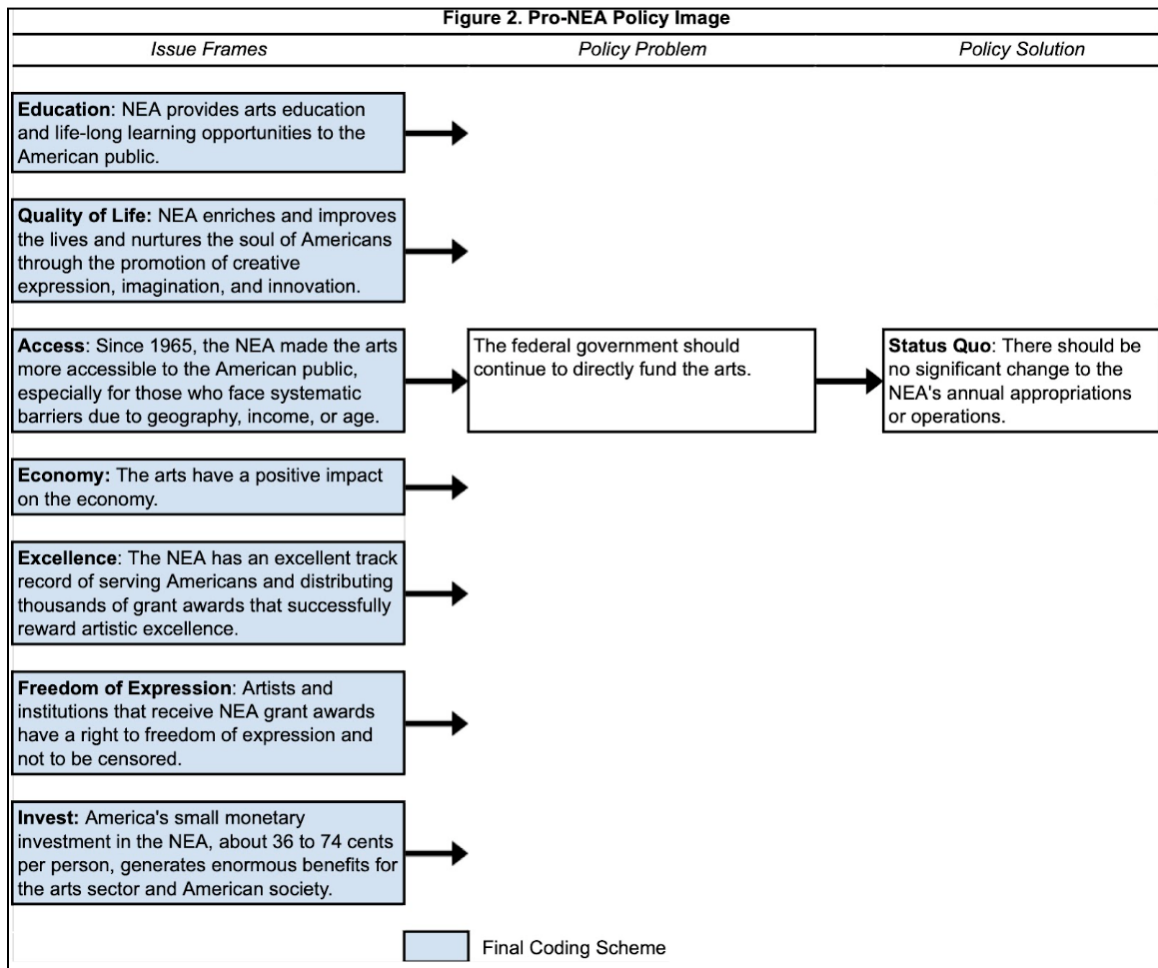 Figure 2. Pro-NEA Policy Image
Issue Frames
Policy Problem
Policy Solution
Education: NEA provides arts education
and life-long learning opportunities to the
American public.
Quality of Life: NEA enriches and improves
the lives and nurtures the soul of Americans
through the promotion of creative
expression, imagination, and innovation.
Access: Since 1965, the NEA made the arts
more accessible to the American public,
especially for those who face systematic
barriers due to geography, income, or age.
The federal government should
continue to directly fund the arts.
Status Quo: There should be
no significant change to the
NEA's annual appropriations
or operations.
Economy: The arts have a positive impact
on the economy.
Excellence: The NEA has an excellent track
record of serving Americans and distributing
thousands of grant awards that successfully
reward artistic excellence.
Freedom of Expression: Artists and
institutions that receive NEA grant awards
have a right to freedom of expression and
not to be censored.
Invest: America's small monetary
investment in the NEA, about 36 to 74 cents
per person, generates enormous benefits for
the arts sector and American society.
Final Coding Scheme